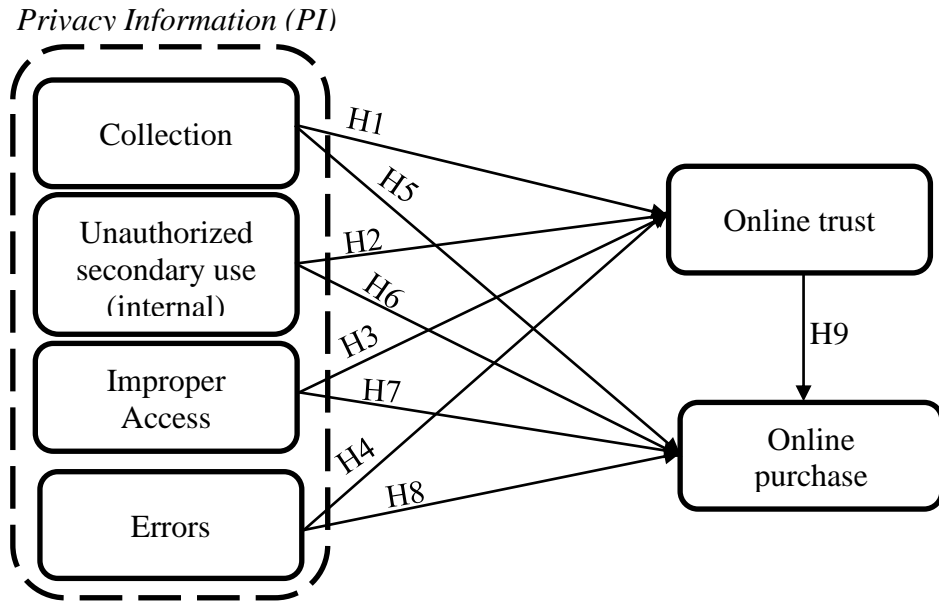 Privacy Information (PI)
Collection
Unauthorized
secondary use
(internal)
Improper
Access
Errors
H1
H5
H2
H6
H3
H7
H4
H8
Online trust
H9
Online
purchase